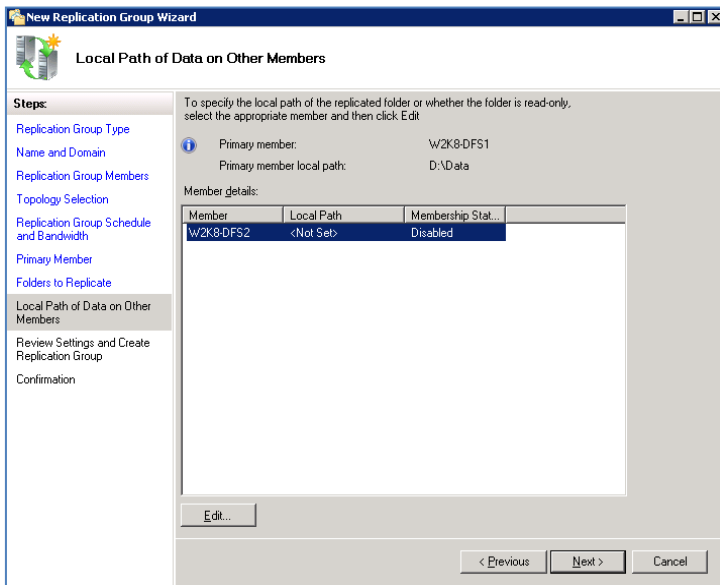 New Replication Group Wizard
Local Path of Data on Other Members
Steps:
Replication Group Type
Name and Domain
Replication Group Members
Topology Selection
Replication Group Schedule
and Bandwidth
Primary Member
Folders to Replicate
Local Path of Data on Other
Members
Review Settings and Create
Replication Group
Confirmation
To specify the local path of the replicated folder or whether the folder is read-only,
select the appropriate member and then click Edit
Primary member: W2K8-DFS1
Primary member local path: D:\Data
Member details:
Member Local Path Membership Stat...
W2K8-DFS2 <Not Set> Disabled
Edit...
< Previous Next > Cancel